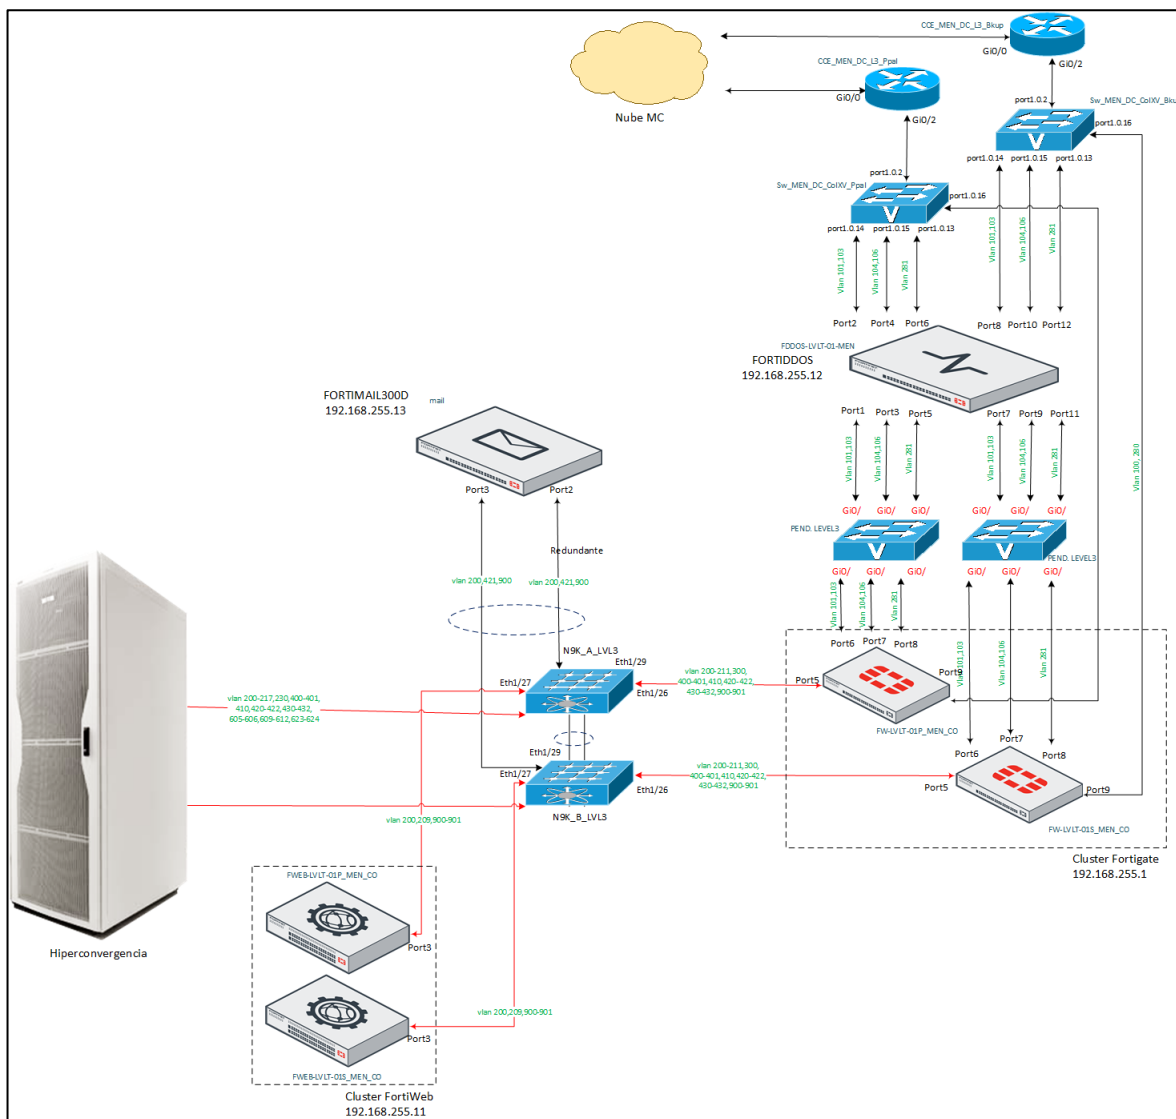 CCE_MEN_DC_L3_Bkup
Gi0/0
Gi0/2
CCE_MEN_DC_L3_Ppal
Gi0/0
Gi0/2
Nube MC
port1.0.2
Sw_MEN_DC_ColXV_Bkup
port1.0.16
port1.0.14
port1.0.15
port1.0.13
port1.0.2
Sw_MEN_DC_ColXV_Ppal
port1.0.16
port1.0.14
port1.0.15
port1.0.13
Vlan 101,103
Vlan 104,106
Vlan 281
Vlan 101,103
Vlan 104,106
Vlan 281
Port2
Port4
Port6
Port8
Port10
Port12
FDDOS-LVLT-01-MEN
FORTIDDOS
192.168.255.12
Port1
Port3
Port5
Port7
Port9
Port11
Vlan 101,103
Vlan 104,106
Vlan 281
Vlan 101,103
Vlan 104,106
Vlan 281
Vlan 100, 280
FORTIMAIL300D
192.168.255.13
mail
Port3
Port2
Redundante
vlan 200,421,900
vlan 200,421,900
Gi0/
Gi0/
Gi0/
Gi0/
Gi0/
Gi0/
PEND. LEVEL3
PEND. LEVEL3
Gi0/
Gi0/
Gi0/
Gi0/
Gi0/
Gi0/
Vlan 101,103
Vlan 104,106
Vlan 281
Vlan 101,103
Vlan 104,106
Vlan 281
Port6
Port7
Port8
Port9
Port5
FW-LVLT-01P_MEN_CO
N9K_A_LVL3
Eth1/29
Eth1/27
Eth1/26
vlan 200-211,300,
400-401,410,420-422,
430-432,900-901
vlan 200-217,230,400-401,
410,420-422,430-432,
605-606,609-612,623-624
Eth1/29
Eth1/27
Eth1/26
N9K_B_LVL3
vlan 200-211,300,
400-401,410,420-422,
430-432,900-901
Port6
Port7
Port8
Port5
Port9
FW-LVLT-01S_MEN_CO
Cluster Fortigate
192.168.255.1
vlan 200,209,900-901
FWEB-LVLT-01P_MEN_CO
Port3
Hiperconvergencia
vlan 200,209,900-901
Port3
FWEB-LVLT-01S_MEN_CO
Cluster FortiWeb
192.168.255.11